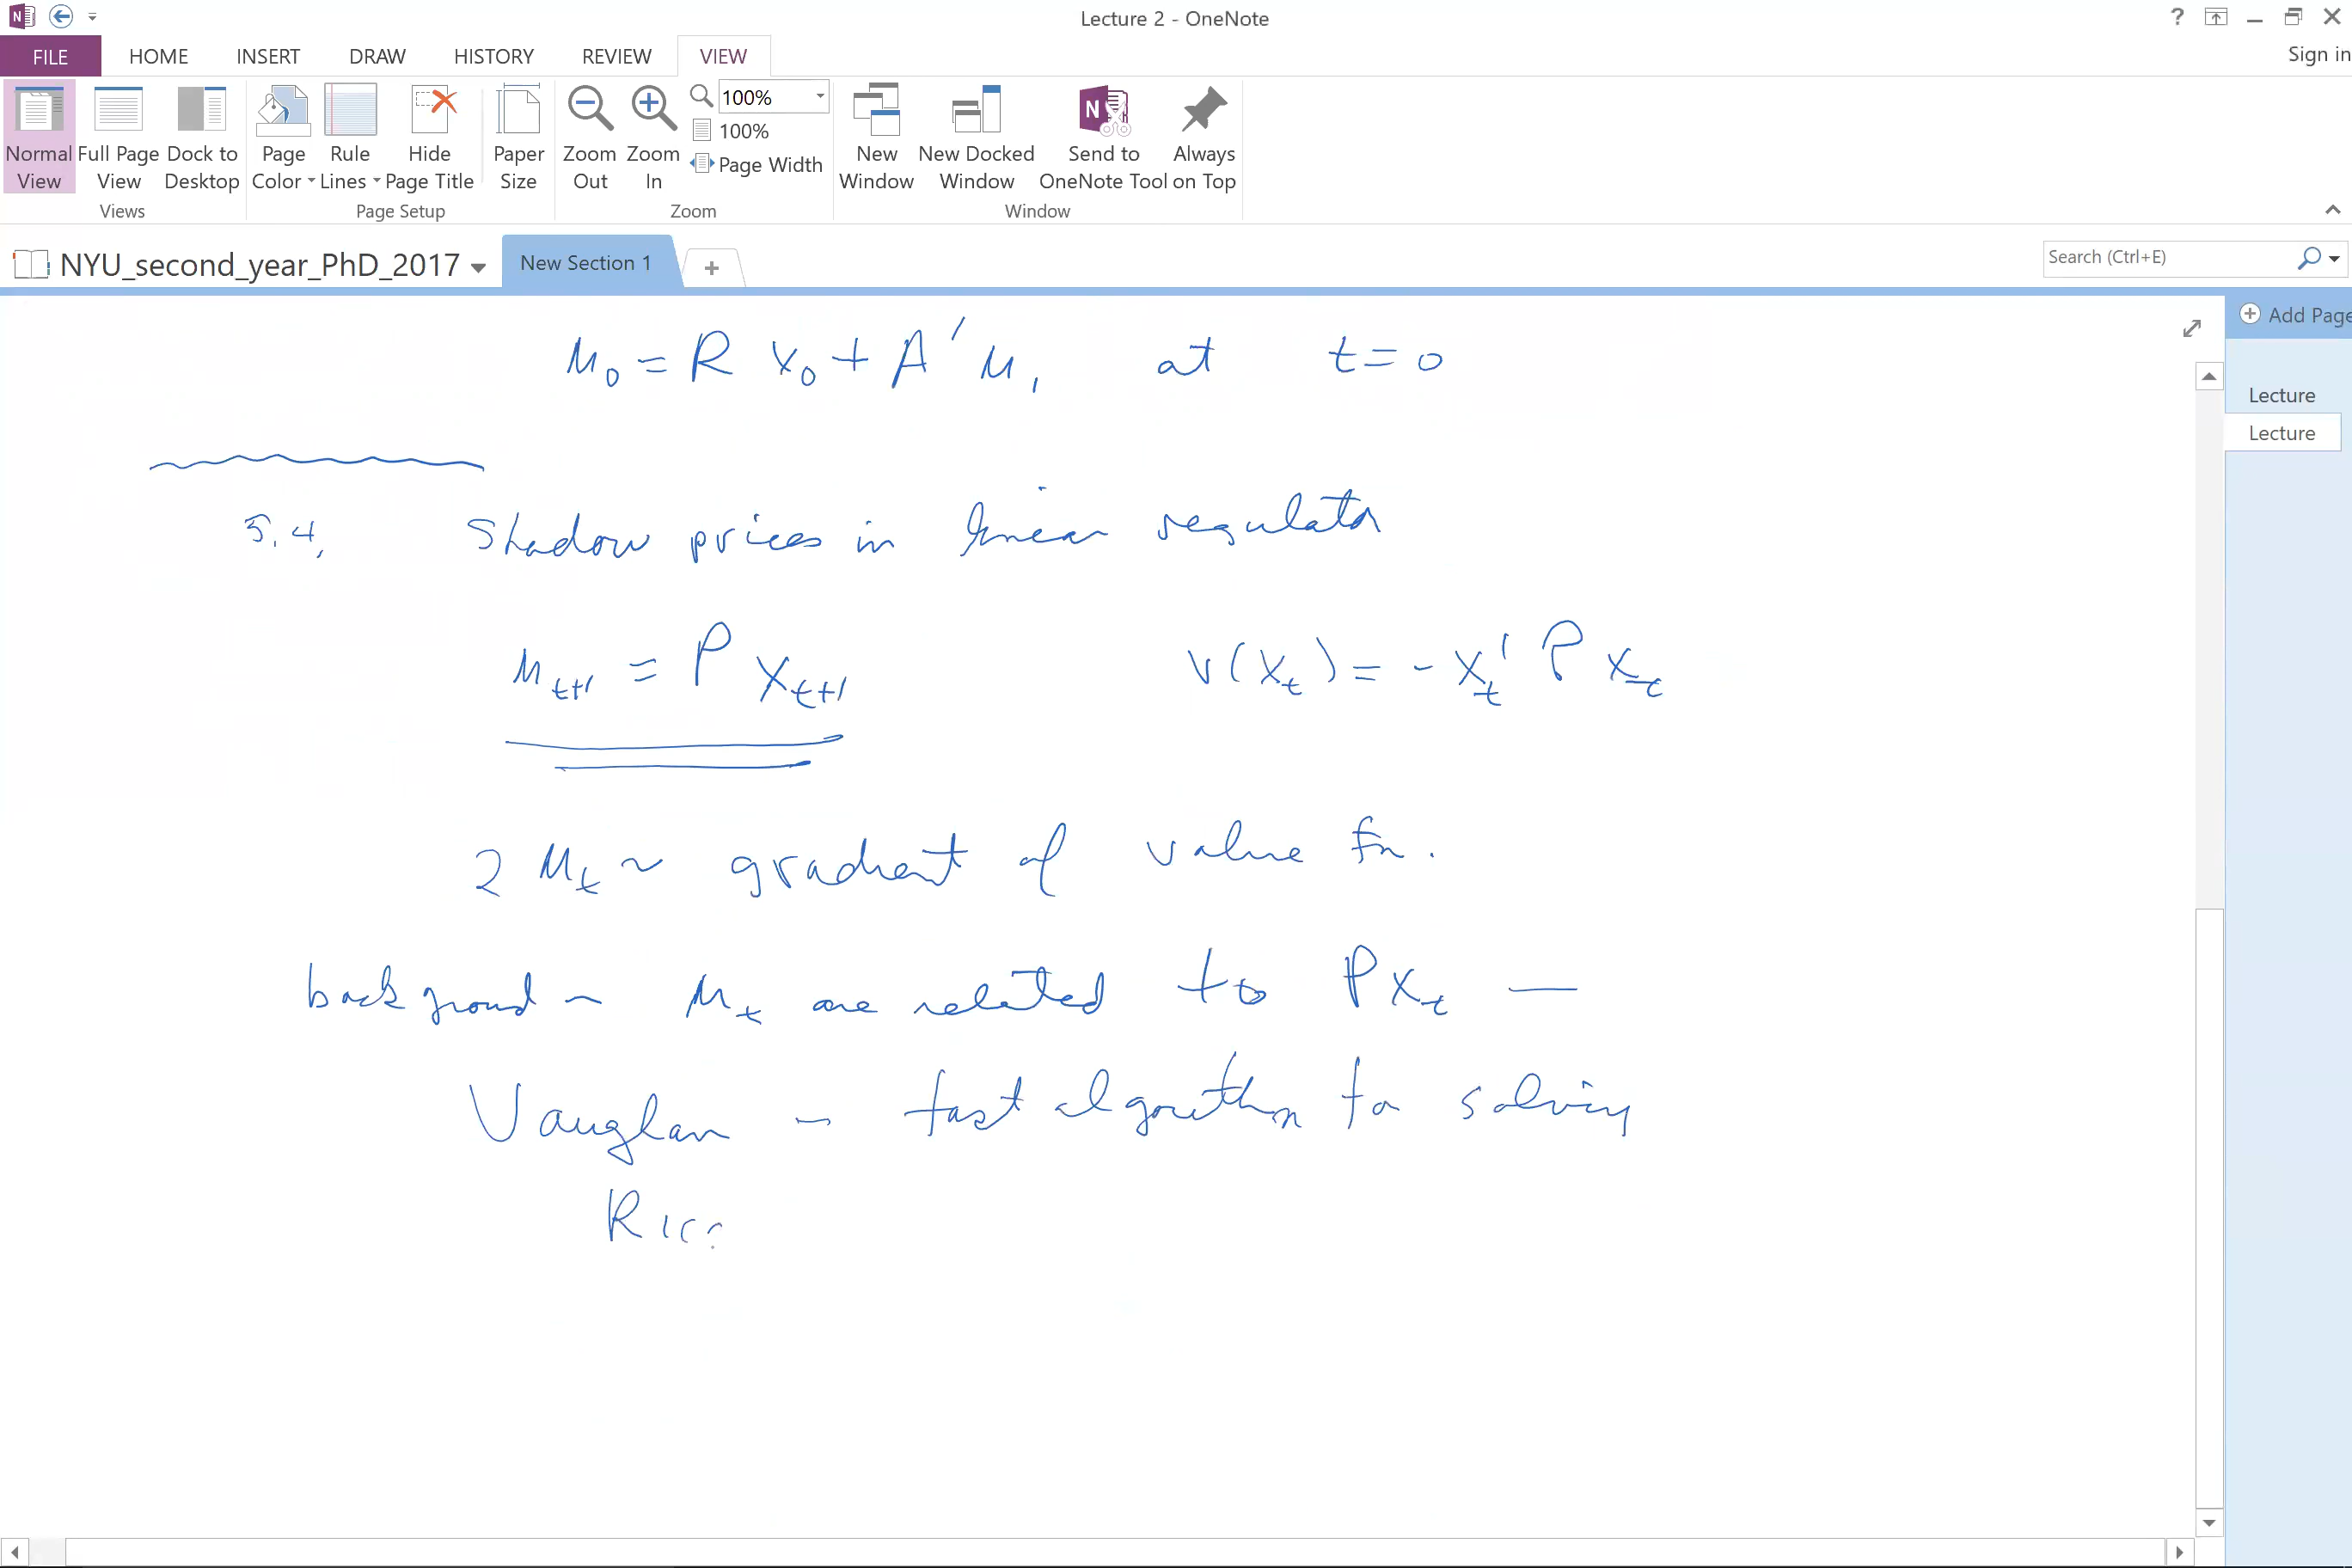 Lecture 2 - OneNote
?
Sign in
FILE HOME INSERT DRAW HISTORY REVIEW VIEW
Normal View
Full Page View
Dock to Desktop
Page Color
Rule Lines
Hide Page Title
Paper Size
Zoom Out
Zoom In
100%
100%
Page Width
New Window
New Docked Window
Send to OneNote Tool
Always on Top
Views Page Setup Zoom Window
NYU_second_year_PhD_2017 New Section 1 +
Search (Ctrl+E)
Add Page
Lecture
Lecture
μ₀ = R x₀ + A′ μ₁ at t = 0
5.4, Shadow prices in linear regulator
μₜ₊₁ = P Xₜ₊₁ v(xₜ) = - xₜ′ P xₜ
2 μₜ ~ gradient of value fn.
background - μₜ are related to P xₜ —
Vaughan - fast algorithm for solving
Ricc